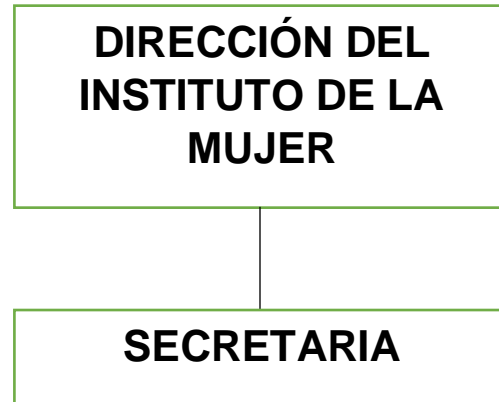 DIRECCIÓN DEL
INSTITUTO DE LA
MUJER
SECRETARIA